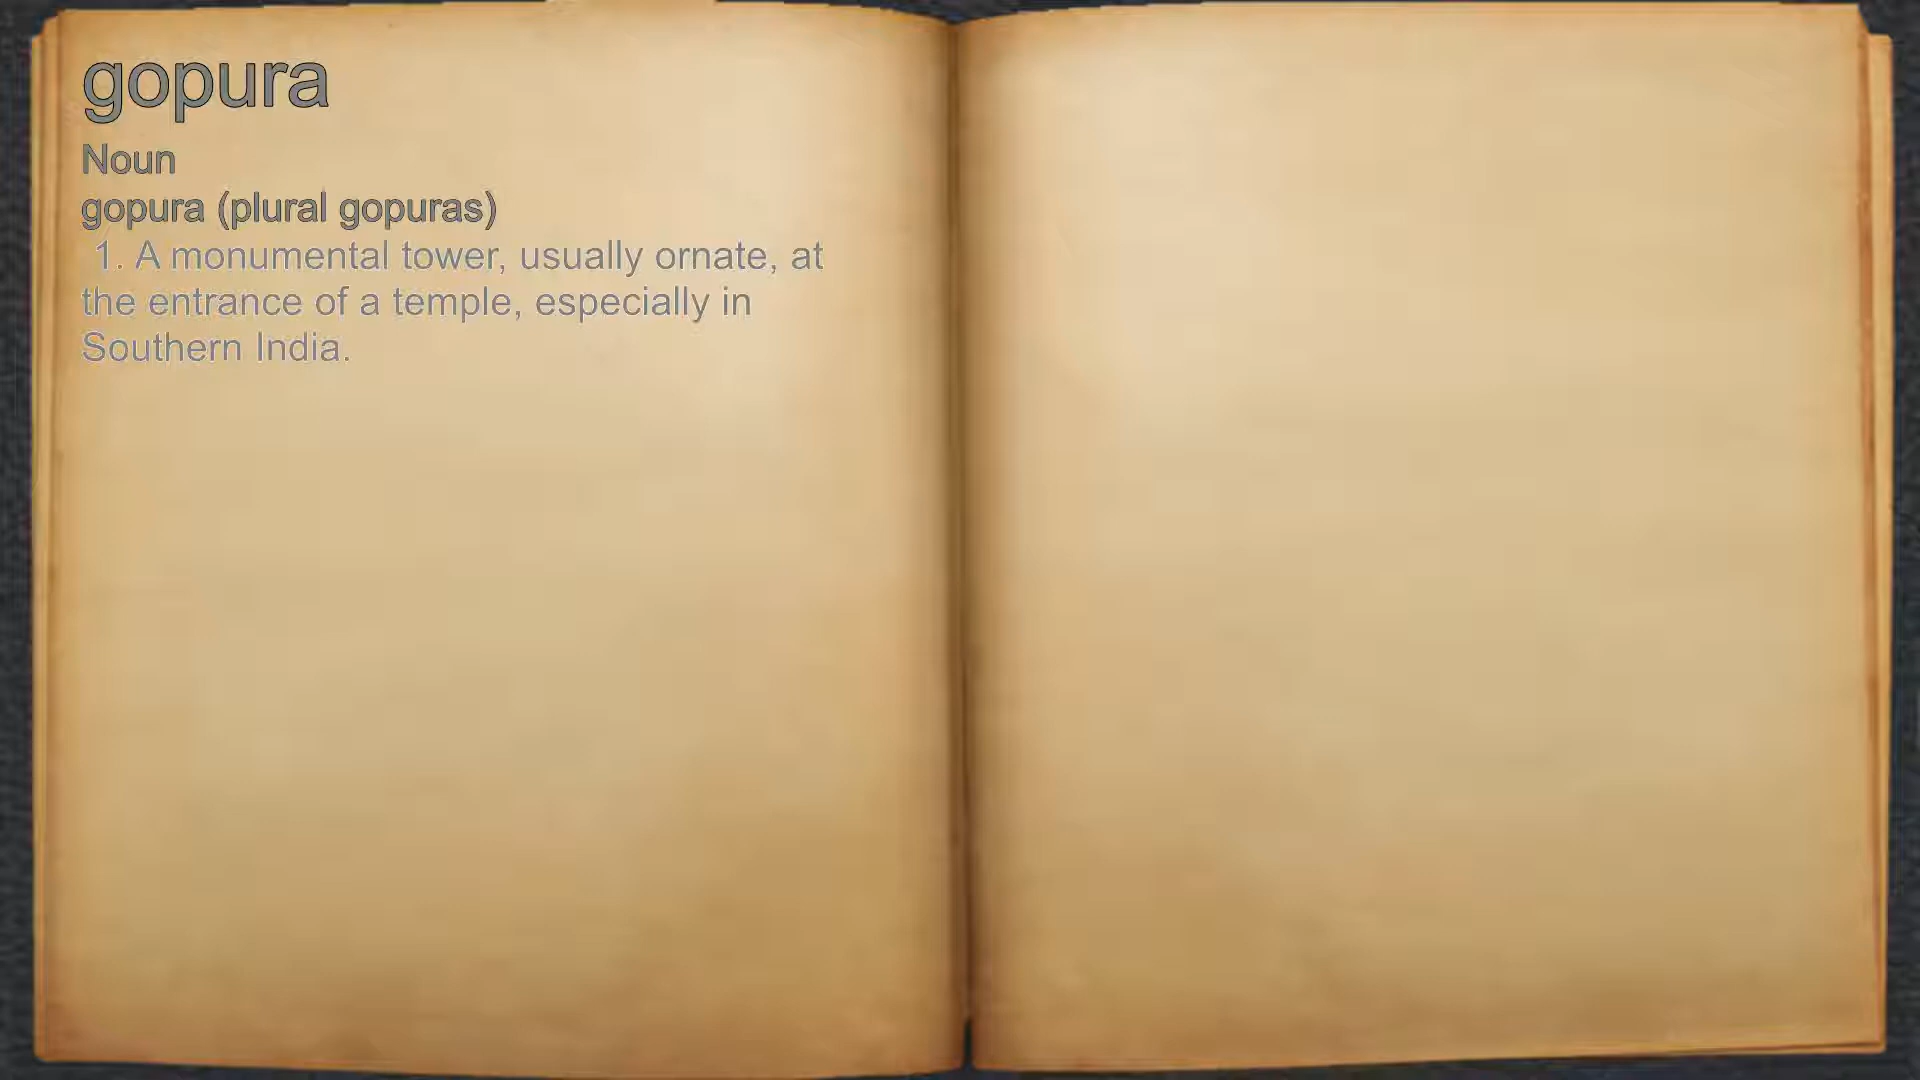 gopura
Noun
gopura (plural gopuras)
1. A monumental tower, usually ornate, at
the entrance of a temple, especially in
Southern India.